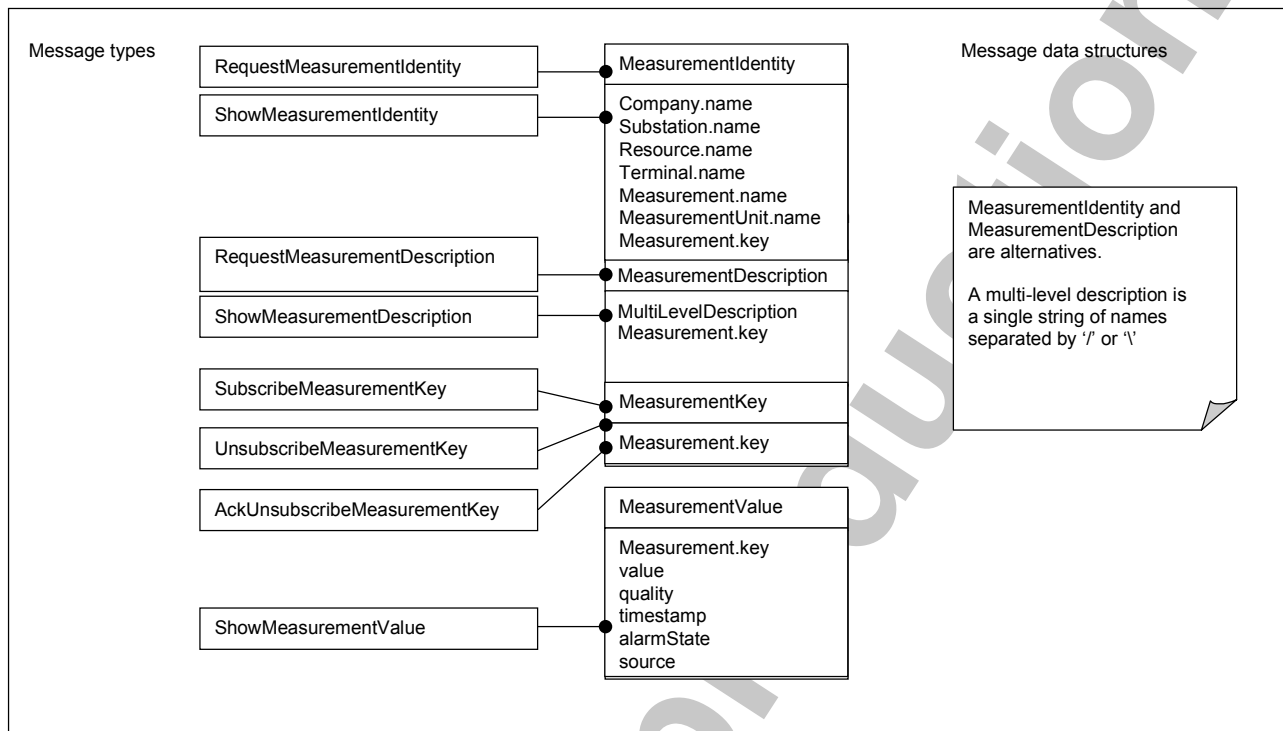 Message types
Message data structures
RequestMeasurementIdentity
ShowMeasurementIdentity
RequestMeasurementDescription
ShowMeasurementDescription
SubscribeMeasurementKey
UnsubscribeMeasurementKey
AckUnsubscribeMeasurementKey
ShowMeasurementValue
MeasurementIdentity
Company.name
Substation.name
Resource.name
Terminal.name
Measurement.name
MeasurementUnit.name
Measurement.key
MeasurementDescription
MultiLevelDescription
Measurement.key
MeasurementKey
Measurement.key
MeasurementValue
Measurement.key
value
quality
timestamp
alarmState
source
MeasurementIdentity and
MeasurementDescription
are alternatives.
A multi-level description is
a single string of names
separated by ‘/’ or ‘\’